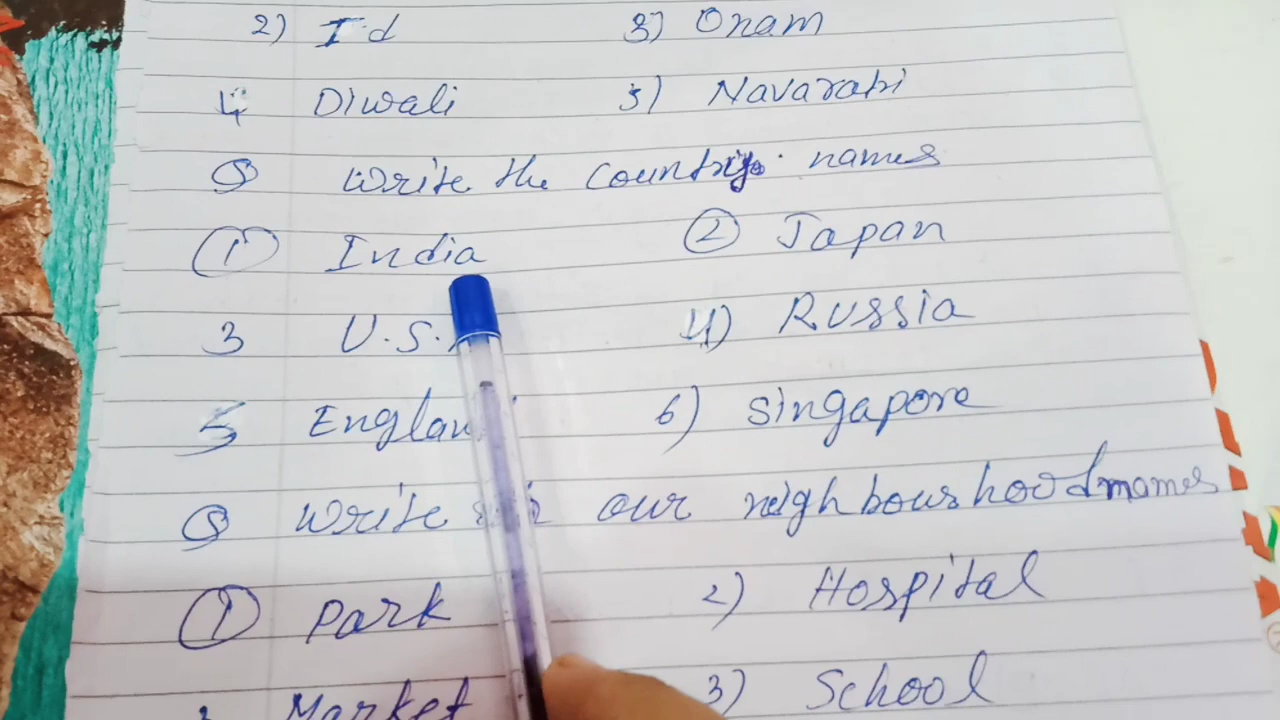 2) Id 3) Onam
4 Diwali 5) Navarati
Q write the country names
1 India 2 Japan
3 U.S. 4) Russia
5 England 6) singapore
Q write our neighbourhood names
1 park 2) Hospital
Market 3) School